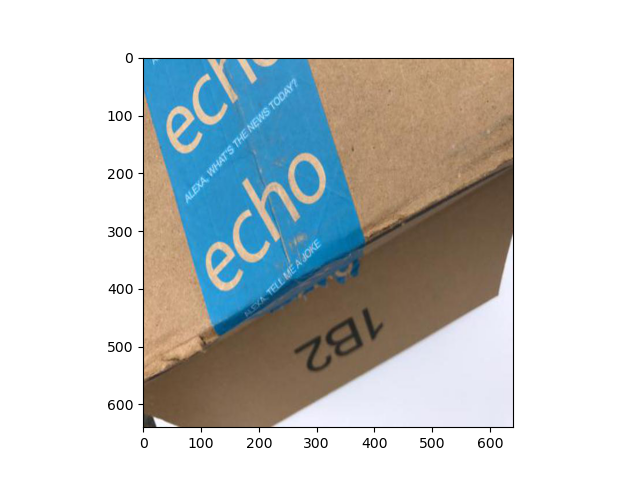 echo
ALEXA, WHAT'S THE NEWS TODAY?
echo
ALEXA, TELL ME A JOKE
1B2